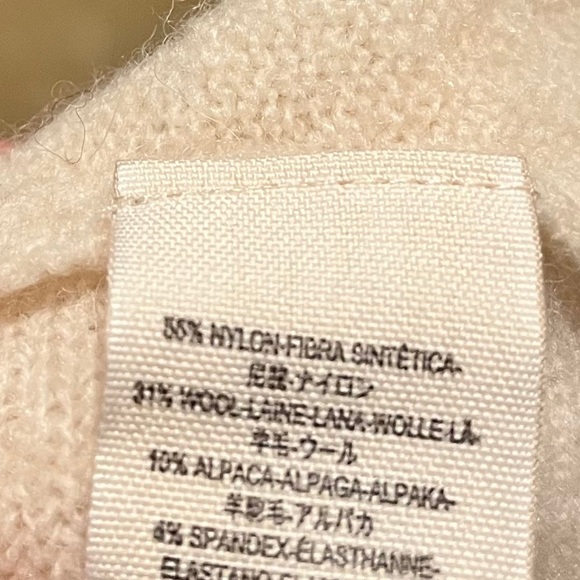 55% NYLON-FIBRA SINTÉTICA-
尼龍-ナイロン
31% WOOL-LAINE-LANA-WOLLE-LÃ-
羊毛-ウール
10% ALPACA-ALPAGA-ALPAKA-
羊駝毛-アルパカ
4% SPANDEX-ÉLASTHANNE-
ELASTANO-